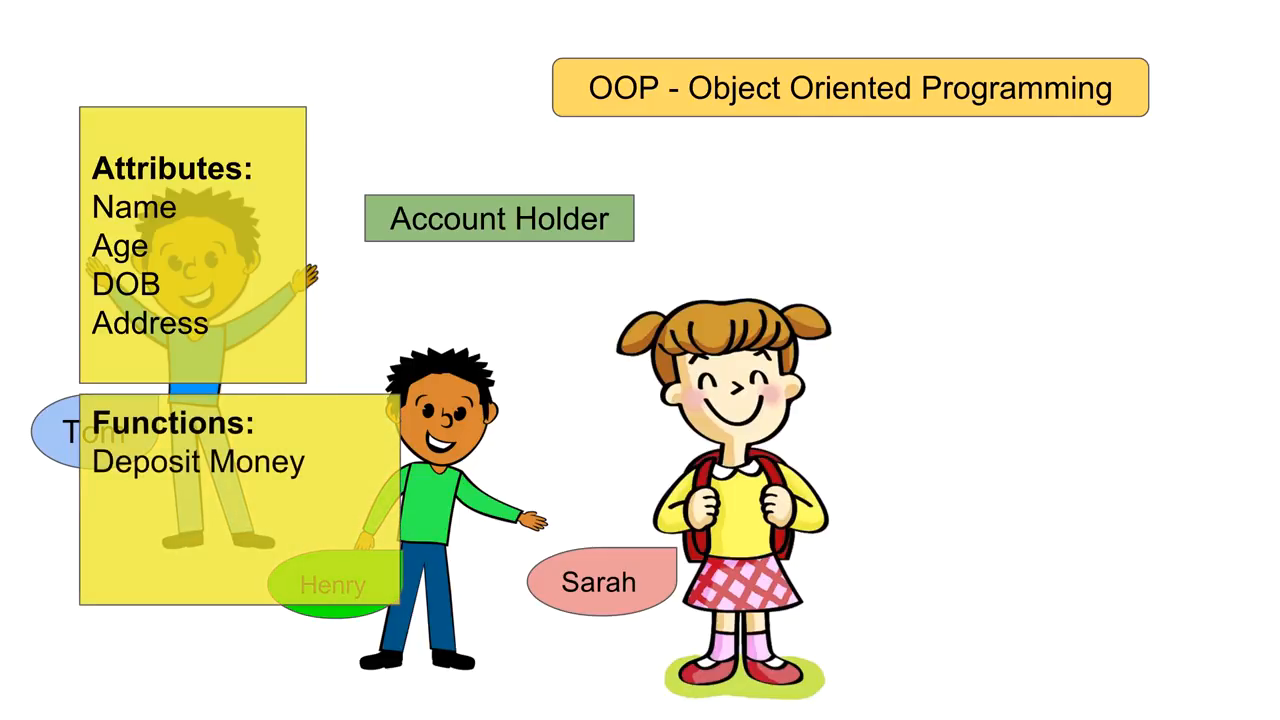 OOP - Object Oriented Programming
Attributes:
Name
Age
DOB
Address
Account Holder
Tom
Functions:
Deposit Money
Henry
Sarah